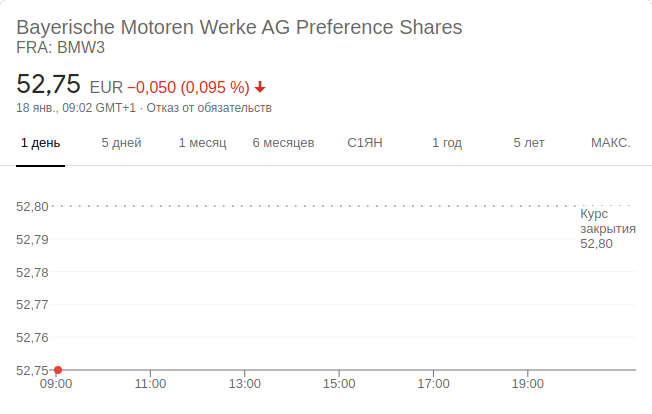 Bayerische Motoren Werke AG Preference Shares
FRA: BMW3
52,75 EUR −0,050 (0,095 %)
18 янв., 09:02 GMT+1 · Отказ от обязательств
1 день 5 дней 1 месяц 6 месяцев С1ЯН 1 год 5 лет МАКС.
52,80
Курс
закрытия
52,80
52,79
52,78
52,77
52,76
52,75
09:00 11:00 13:00 15:00 17:00 19:00